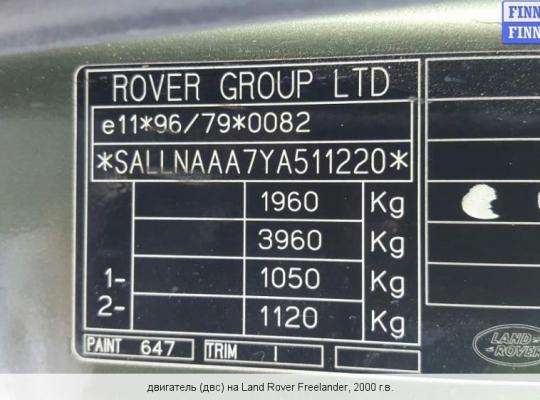 FINN
FINN
ROVER GROUP LTD
e11*96/79*0082
*SALLNAAA7YA511220*
1960 Kg
3960 Kg
1- 1050 Kg
2- 1120 Kg
PAINT 647 TRIM I
LAND-
ROVER
двигатель (двс) на Land Rover Freelander, 2000 г.в.